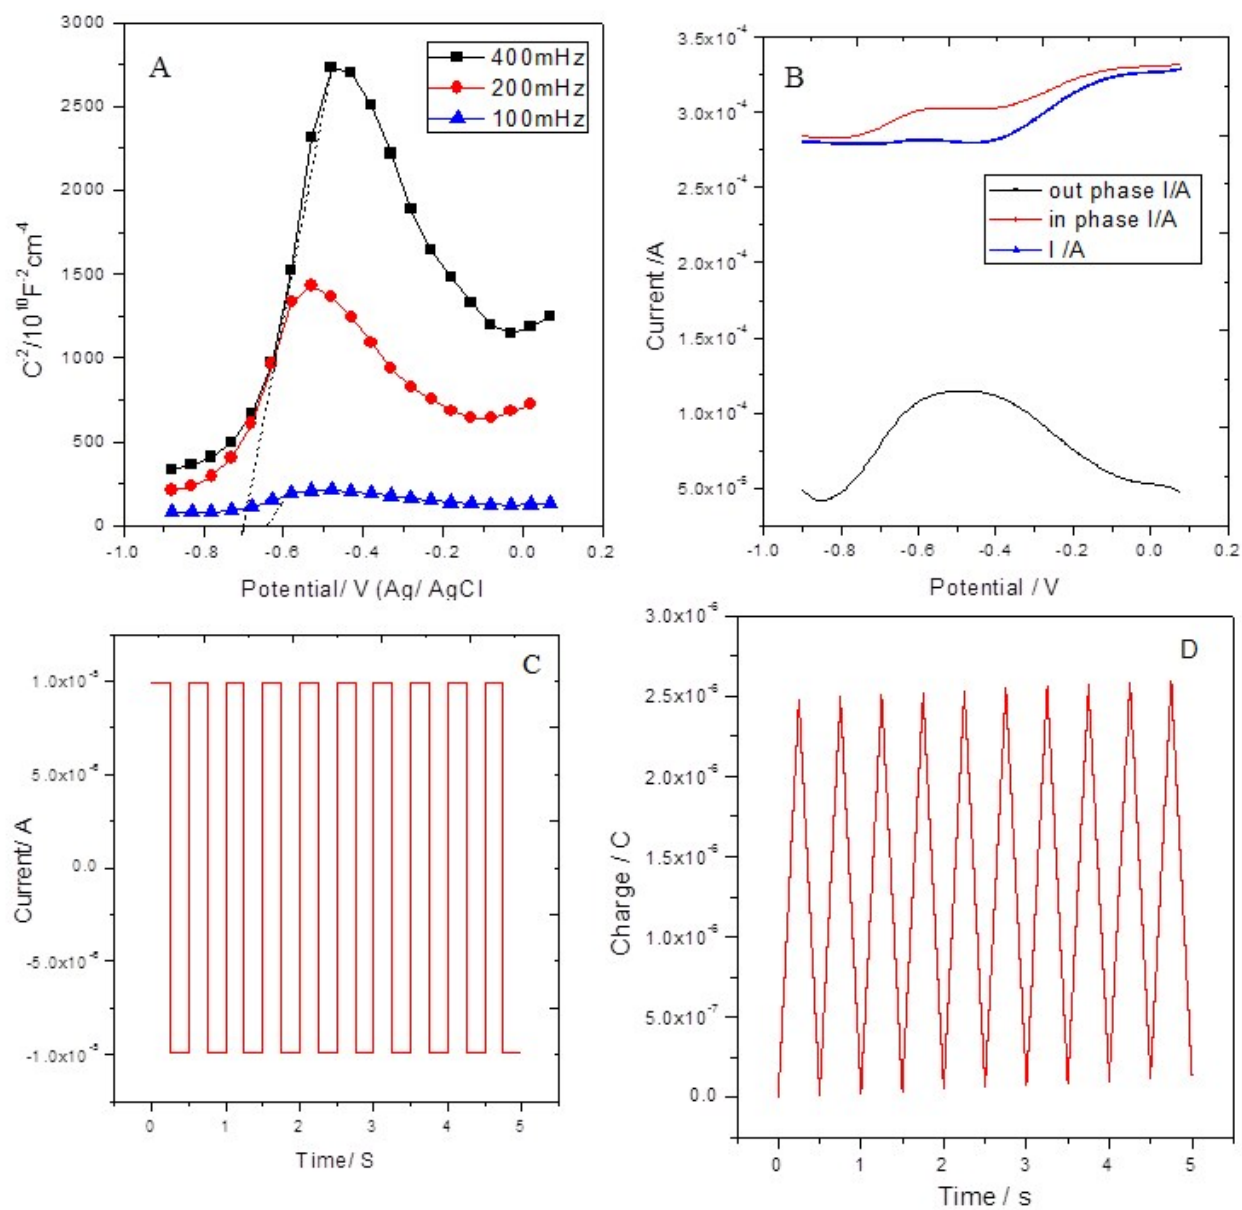 A
3000
2500
2000
1500
1000
500
0
-1.0
-0.8
-0.6
-0.4
-0.2
0.0
0.2
400mHz
200mHz
100mHz
C⁻²/10¹⁰F⁻²cm⁻⁴
Potential/ V (Ag/ AgCl
B
3.5x10⁻⁴
3.0x10⁻⁴
2.5x10⁻⁴
2.0x10⁻⁴
1.5x10⁻⁴
1.0x10⁻⁴
5.0x10⁻⁵
-1.0
-0.8
-0.6
-0.4
-0.2
0.0
0.2
out phase I/A
in phase I/A
I /A
Current /A
Potential / V
C
1.0x10⁻⁵
5.0x10⁻⁶
0.0
-5.0x10⁻⁶
-1.0x10⁻⁵
0
1
2
3
4
5
Current/ A
Time/ S
D
3.0x10⁻⁶
2.5x10⁻⁶
2.0x10⁻⁶
1.5x10⁻⁶
1.0x10⁻⁶
5.0x10⁻⁷
0.0
0
1
2
3
4
5
Charge / C
Time / s